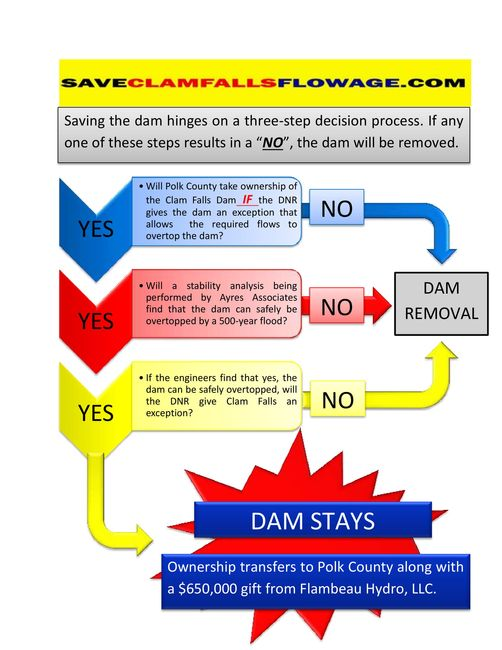 SAVECLAMFALLSFLOWAGE.COM
Saving the dam hinges on a three-step decision process. If any
one of these steps results in a “NO”, the dam will be removed.
YES
• Will Polk County take ownership of
the Clam Falls Dam IF the DNR
gives the dam an exception that
allows the required flows to
overtop the dam?
NO
YES
• Will a stability analysis being
performed by Ayres Associates
find that the dam can safely be
overtopped by a 500-year flood?
NO
DAM
REMOVAL
YES
• If the engineers find that yes, the
dam can be safely overtopped, will
the DNR give Clam Falls an
exception?
NO
DAM STAYS
Ownership transfers to Polk County along with
a $650,000 gift from Flambeau Hydro, LLC.